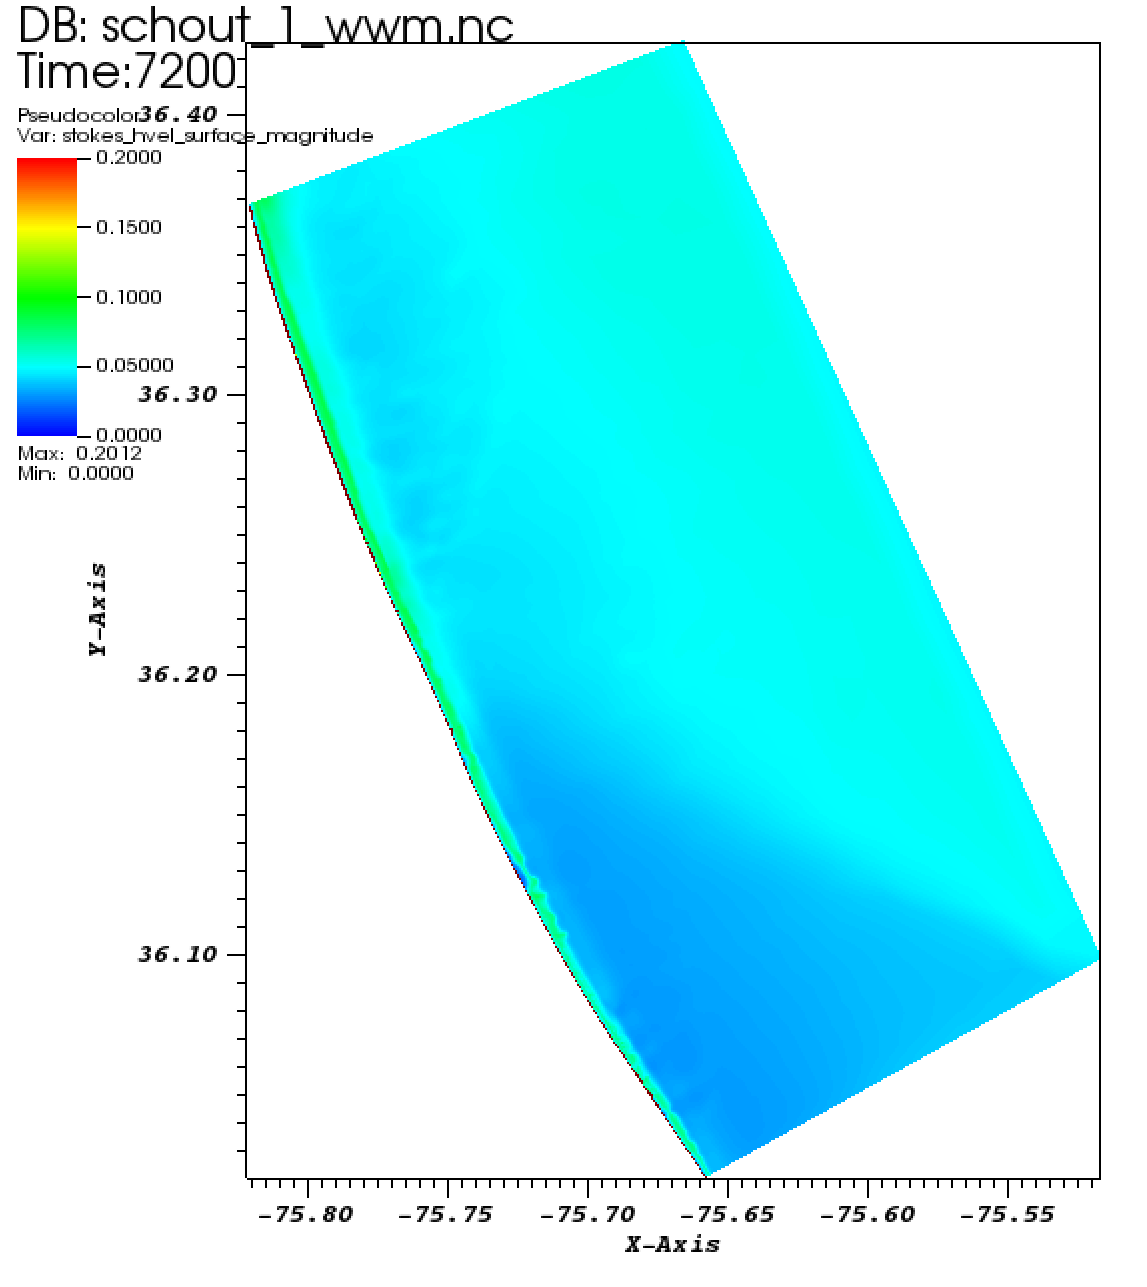 DB: schout_1_wwm.nc
Time:7200
Pseudocolor
Var: stokes_hvel_surface_magnitude
0.2000
0.1500
0.1000
0.05000
0.0000
Max: 0.2012
Min: 0.0000
36.40
36.30
36.20
36.10
Y-Axis
-75.80 -75.75 -75.70 -75.65 -75.60 -75.55
X-Axis